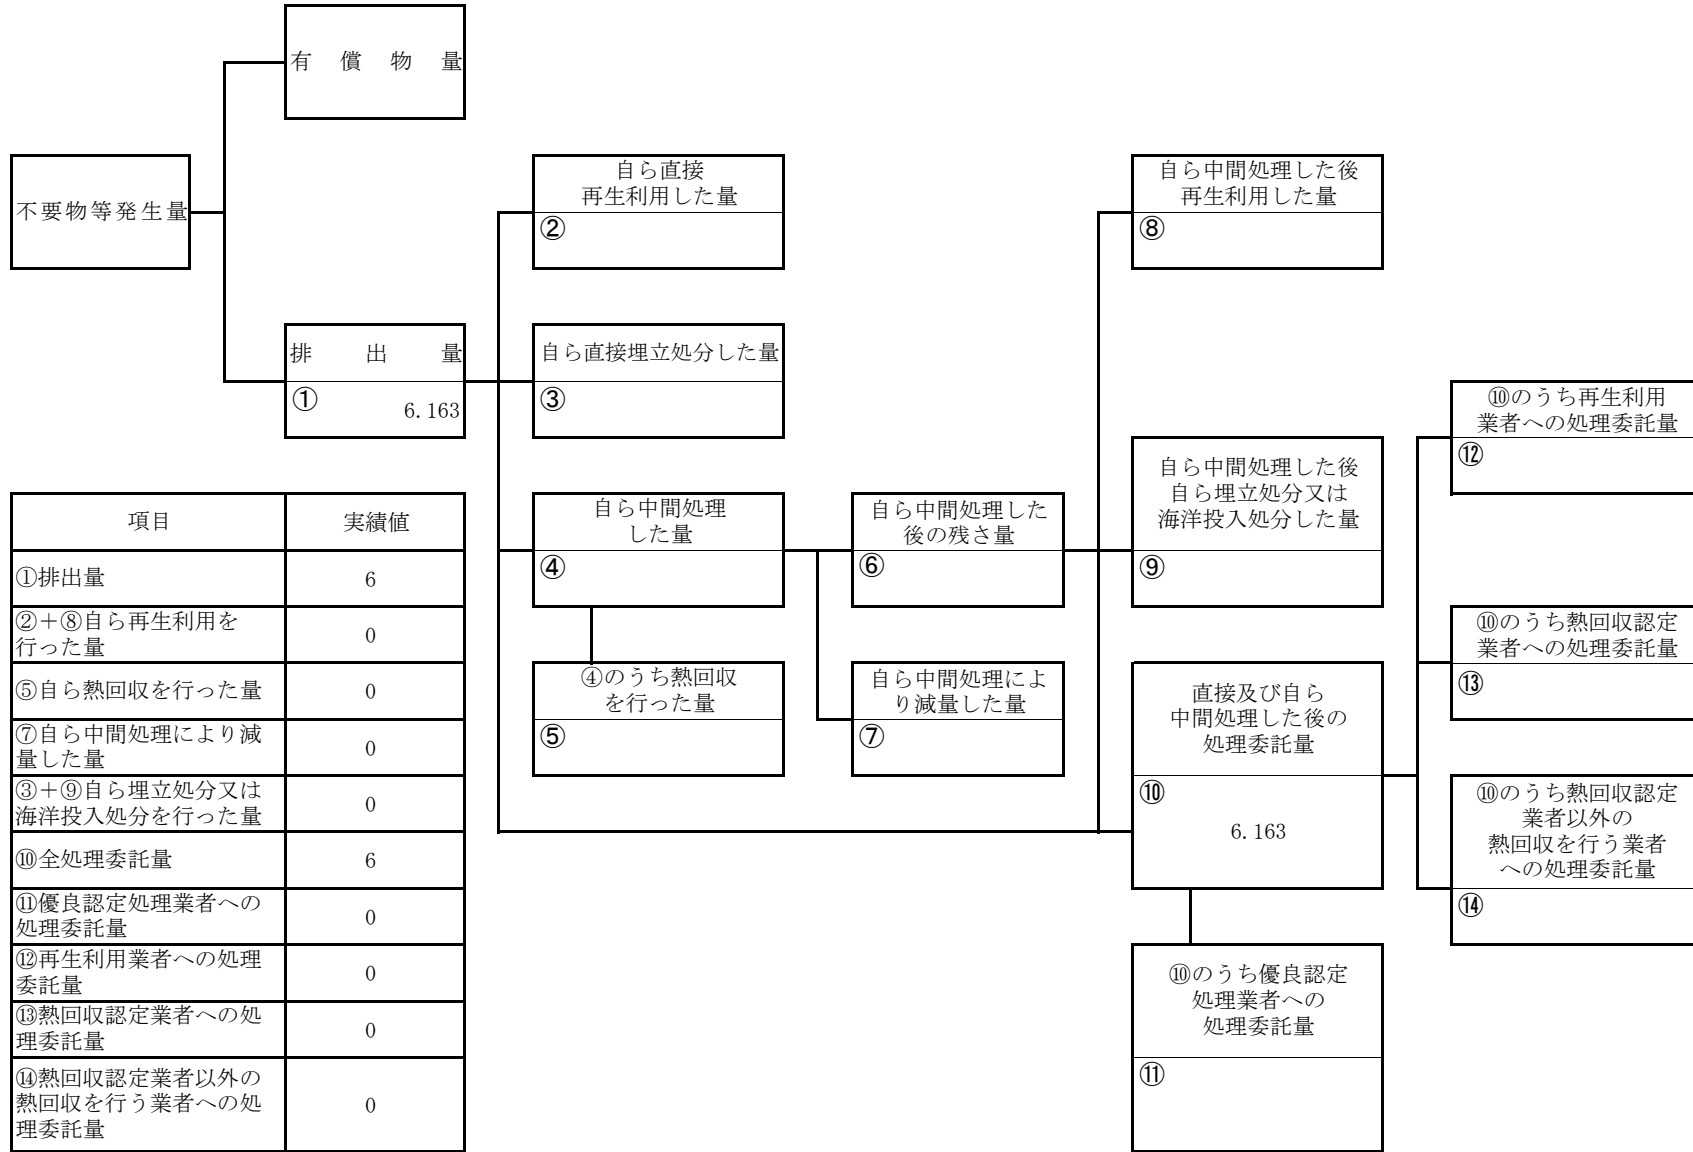 有償物量
不要物等発生量
自ら直接
再生利用した量
②
自ら中間処理した後
再生利用した量
⑧
排出量
①
6.163
自ら直接埋立処分した量
③
⑩のうち再生利用
業者への処理委託量
⑫
自ら中間処理
した量
④
自ら中間処理した
後の残さ量
⑥
自ら中間処理した後
自ら埋立処分又は
海洋投入処分した量
⑨
⑩のうち熱回収認定
業者への処理委託量
⑬
④のうち熱回収
を行った量
⑤
自ら中間処理によ
り減量した量
⑦
直接及び自ら
中間処理した後の
処理委託量
⑩
6.163
⑩のうち熱回収認定
業者以外の
熱回収を行う業者
への処理委託量
⑭
⑩のうち優良認定
処理業者への
処理委託量
⑪
項目 実績値
①排出量 6
②＋⑧自ら再生利用を
行った量 0
⑤自ら熱回収を行った量 0
⑦自ら中間処理により減
量した量 0
③＋⑨自ら埋立処分又は
海洋投入処分を行った量 0
⑩全処理委託量 6
⑪優良認定処理業者への
処理委託量 0
⑫再生利用業者への処理
委託量 0
⑬熱回収認定業者への処
理委託量 0
⑭熱回収認定業者以外の
熱回収を行う業者への処
理委託量 0